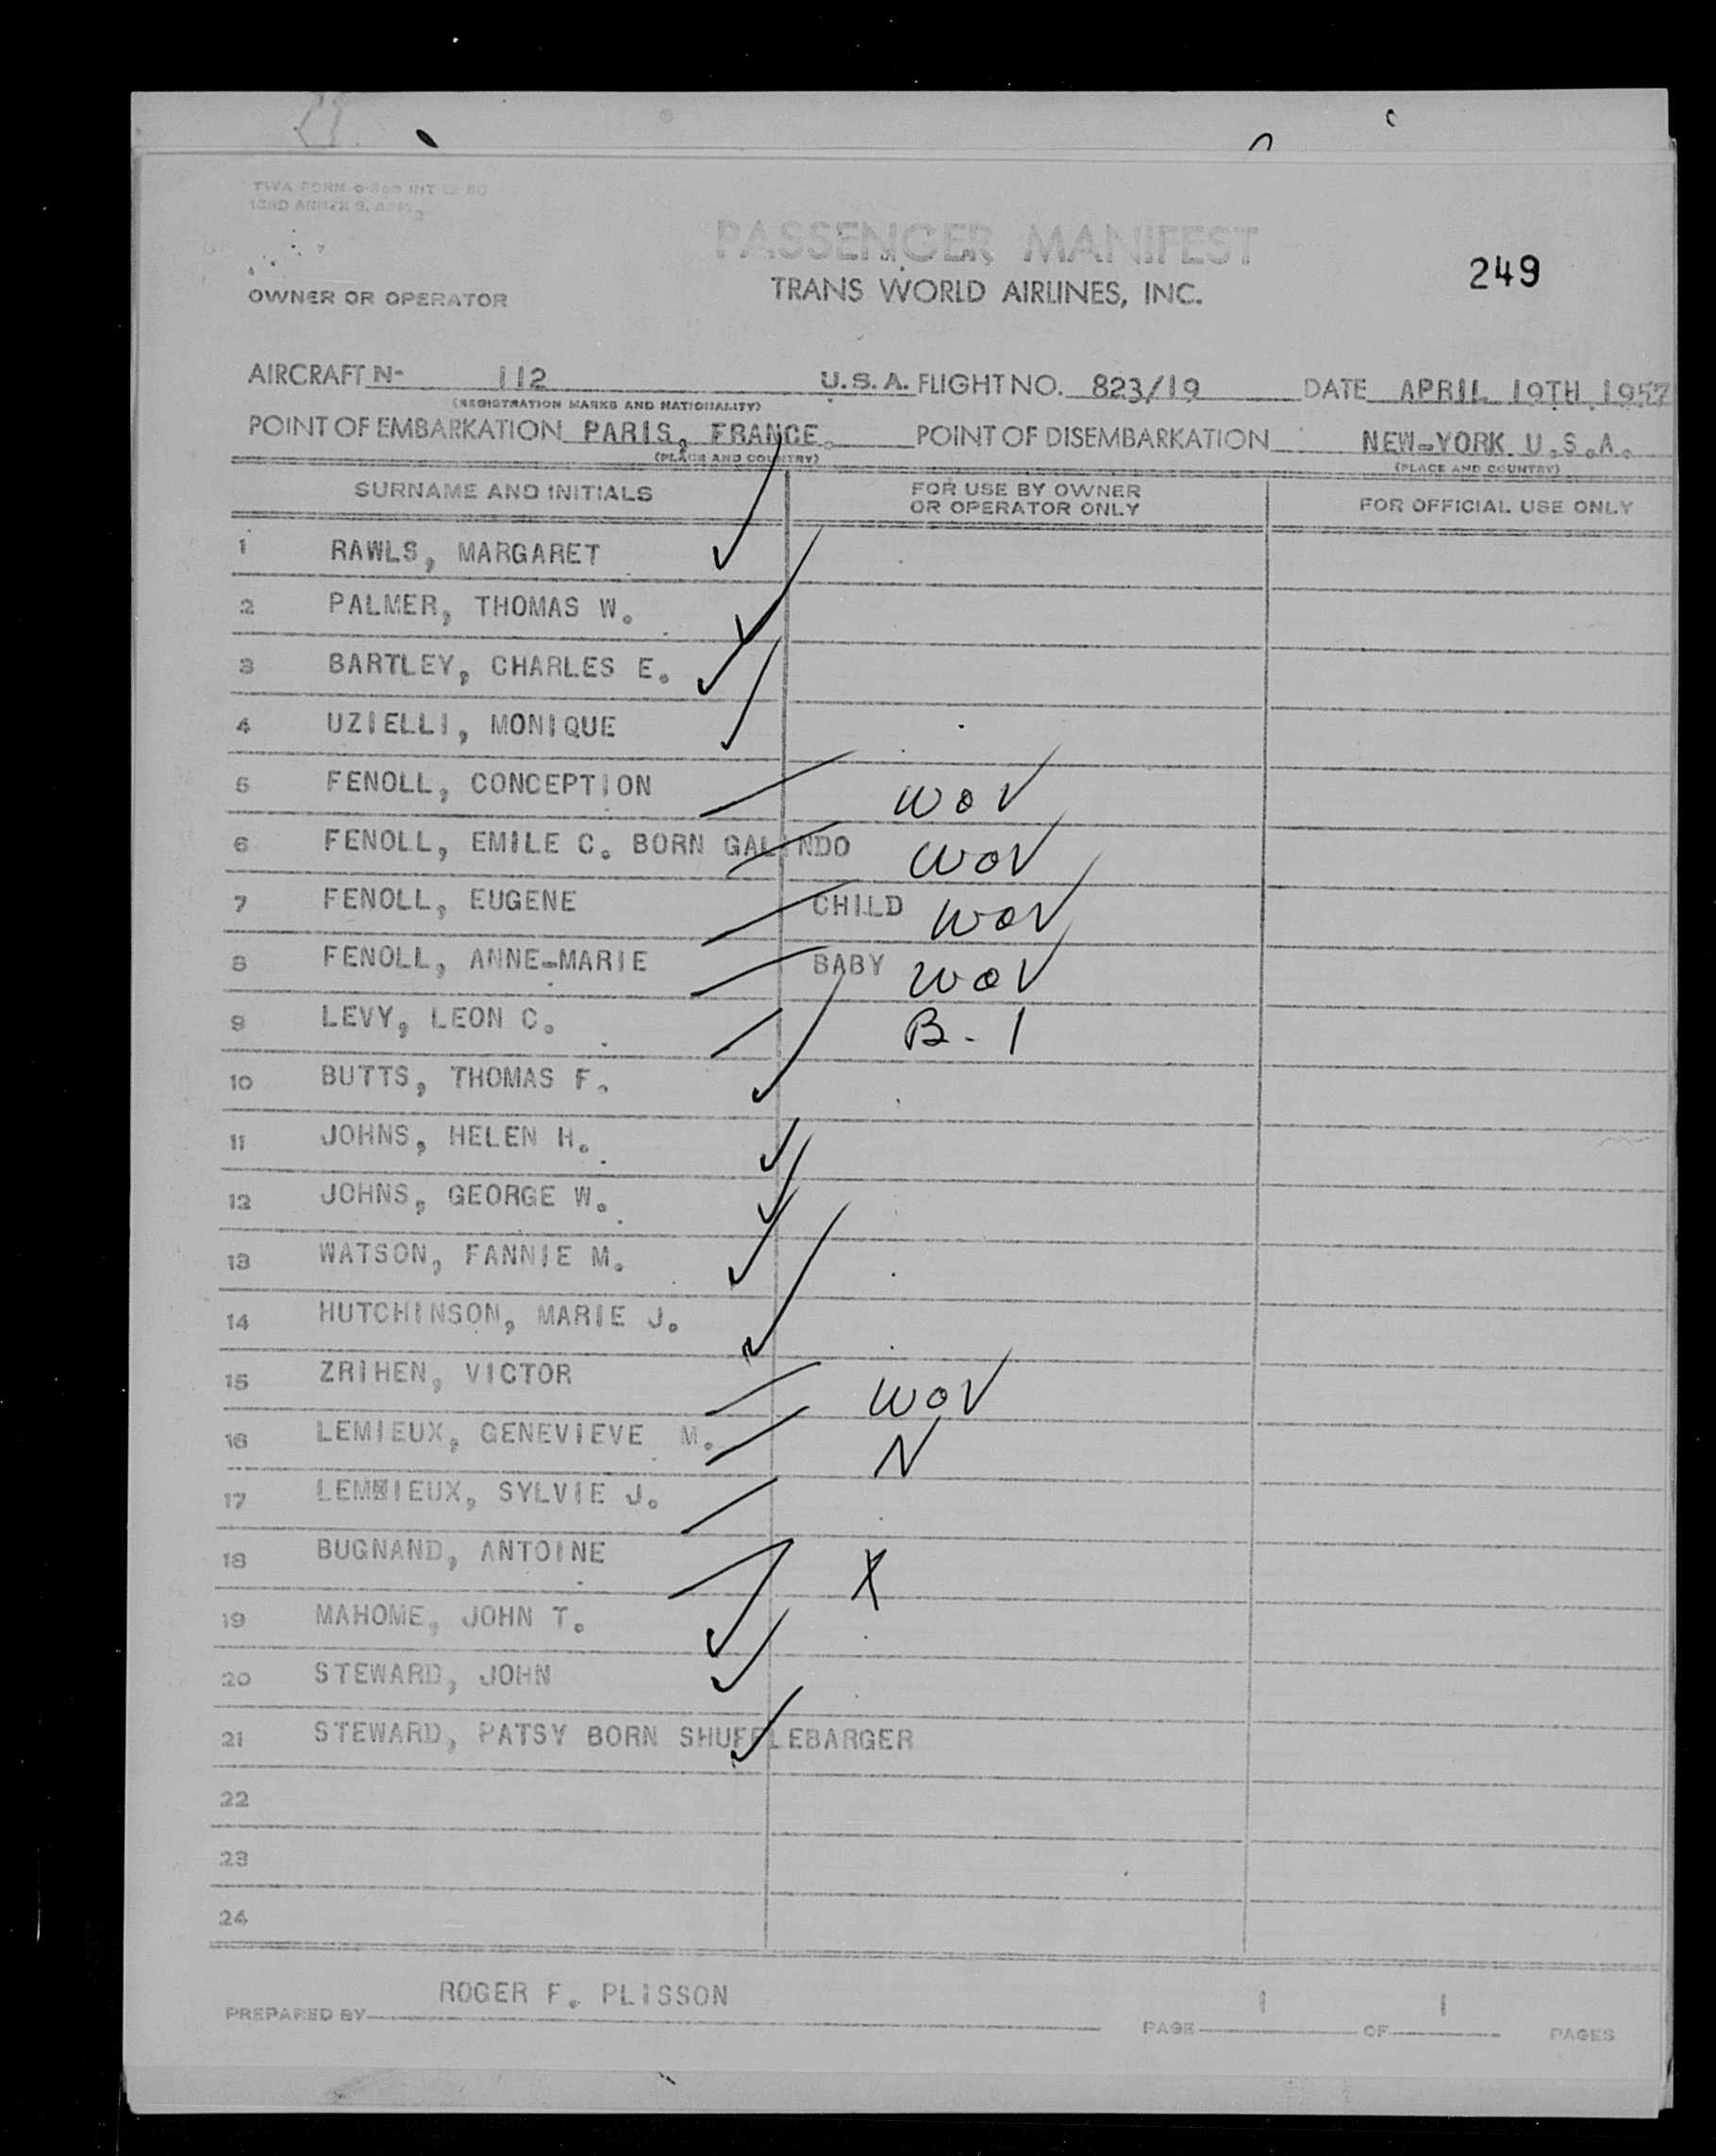 PASSENGER MANIFEST
249
OWNER OR OPERATOR TRANS WORLD AIRLINES, INC.
AIRCRAFT N- 112 U.S.A. FLIGHT NO. 823/19 DATE APRIL 19TH 1957
(REGISTRATION MARKS AND NATIONALITY)
POINT OF EMBARKATION PARIS, FRANCE. POINT OF DISEMBARKATION NEW-YORK U.S.A.
(PLACE AND COUNTRY) (PLACE AND COUNTRY)
SURNAME AND INITIALS FOR USE BY OWNER OR OPERATOR ONLY FOR OFFICIAL USE ONLY
1 RAWLS, MARGARET
2 PALMER, THOMAS W.
3 BARTLEY, CHARLES E.
4 UZIELLI, MONIQUE
5 FENOLL, CONCEPTION WOV
6 FENOLL, EMILE C. BORN GALINDO WOV
7 FENOLL, EUGENE CHILD WOV
8 FENOLL, ANNE-MARIE BABY WOV
9 LEVY, LEON C. B-1
10 BUTTS, THOMAS F.
11 JOHNS, HELEN H.
12 JOHNS, GEORGE W.
13 WATSON, FANNIE M.
14 HUTCHINSON, MARIE J.
15 ZRIHEN, VICTOR WOV
16 LEMIEUX, GENEVIEVE M. N
17 LEMIEUX, SYLVIE J.
18 BUGNAND, ANTOINE X
19 MAHOME, JOHN T.
20 STEWARD, JOHN
21 STEWARD, PATSY BORN SHUFFLEBARGER
22
23
24
PREPARED BY ROGER F. PLISSON PAGE 1 OF 1 PAGES